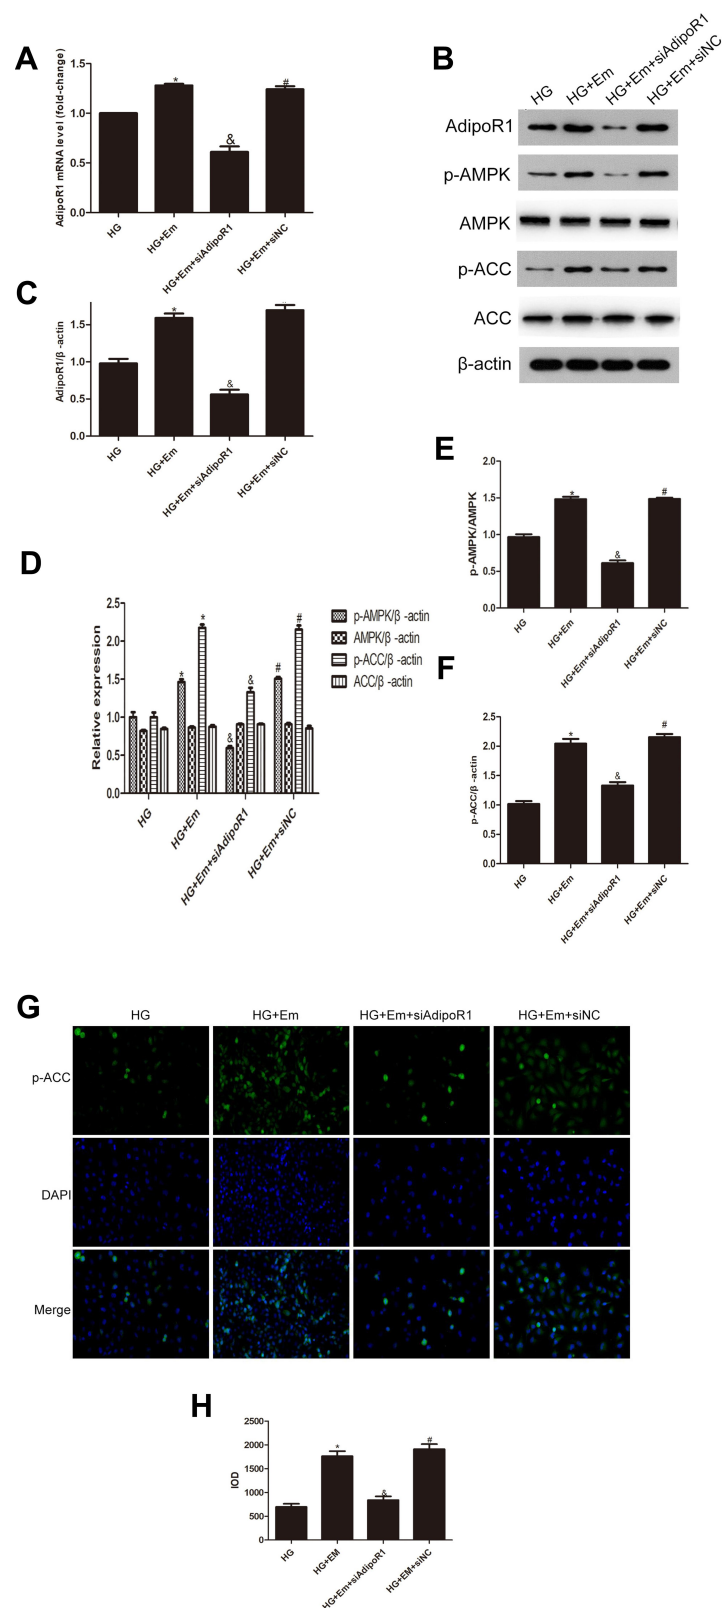 A
AdipoR1 mRNA level (fold-change)
1.5
1.0
0.5
0.0
*
&
#
HG
HG+Em
HG+Em+siAdipoR1
HG+Em+siNC
B
HG
HG+Em
HG+Em+siAdipoR1
HG+Em+siNC
AdipoR1
p-AMPK
AMPK
p-ACC
ACC
β-actin
C
AdipoR1/β -actin
1.5
1.0
0.5
0.0
*
&
HG
HG+Em
HG+Em+siAdipoR1
HG+Em+siNC
D
Relative expression
2.5
2.0
1.5
1.0
0.5
0.0
*
*
&
&
#
#
HG
HG+Em
HG+Em+siAdipoR1
HG+Em+siNC
p-AMPK/β -actin
AMPK/β -actin
p-ACC/β -actin
ACC/β -actin
E
p-AMPK/AMPK
2.0
1.5
1.0
0.5
0.0
*
&
#
HG
HG+Em
HG+Em+siAdipoR1
HG+Em+siNC
F
p-ACC/β -actin
2.5
2.0
1.5
1.0
0.5
0.0
*
&
#
HG
HG+Em
HG+Em+siAdipoR1
HG+Em+siNC
G
HG
HG+Em
HG+Em+siAdipoR1
HG+Em+siNC
p-ACC
DAPI
Merge
H
IOD
2500
2000
1500
1000
500
0
*
&
#
HG
HG+EM
HG+Em+siAdipoR1
HG+EM+siNC